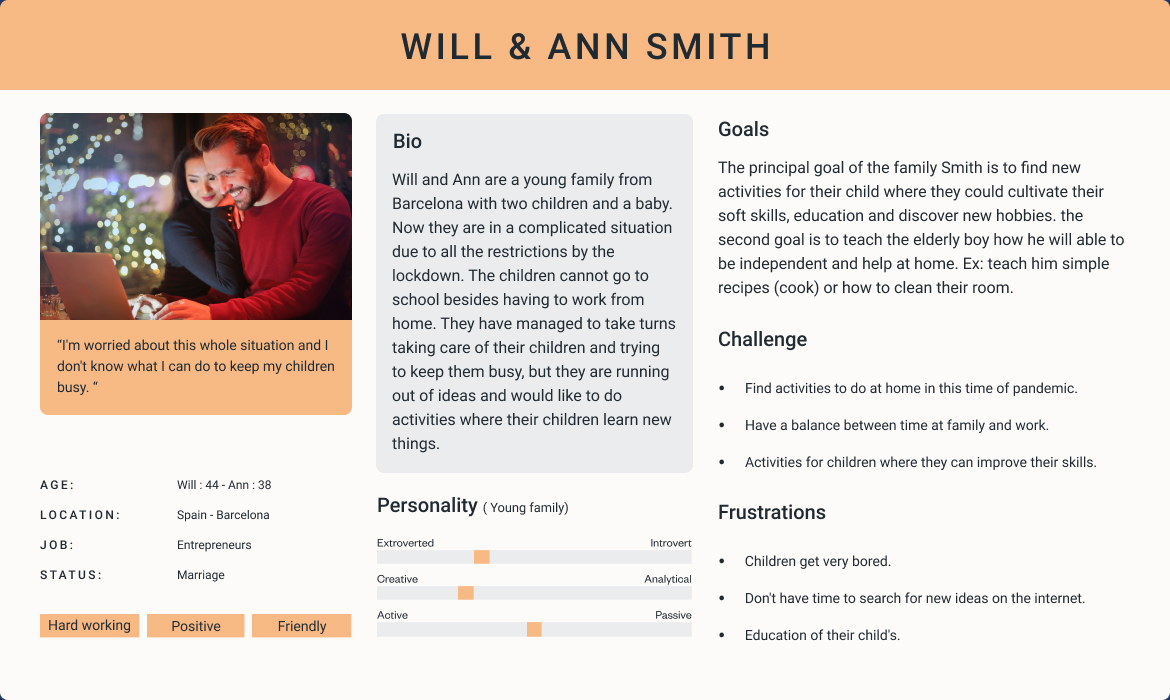 WILL & ANN SMITH
“I'm worried about this whole situation and I
don't know what I can do to keep my children
busy. “
AGE: Will : 44 - Ann : 38
LOCATION: Spain - Barcelona
JOB: Entrepreneurs
STATUS: Marriage
Hard working Positive Friendly
Bio
Will and Ann are a young family from
Barcelona with two children and a baby.
Now they are in a complicated situation
due to all the restrictions by the
lockdown. The children cannot go to
school besides having to work from
home. They have managed to take turns
taking care of their children and trying
to keep them busy, but they are running
out of ideas and would like to do
activities where their children learn new
things.
Personality ( Young family)
Extroverted Introvert
Creative Analytical
Active Passive
Goals
The principal goal of the family Smith is to find new
activities for their child where they could cultivate their
soft skills, education and discover new hobbies. the
second goal is to teach the elderly boy how he will able to
be independent and help at home. Ex: teach him simple
recipes (cook) or how to clean their room.
Challenge
• Find activities to do at home in this time of pandemic.
• Have a balance between time at family and work.
• Activities for children where they can improve their skills.
Frustrations
• Children get very bored.
• Don't have time to search for new ideas on the internet.
• Education of their child's.